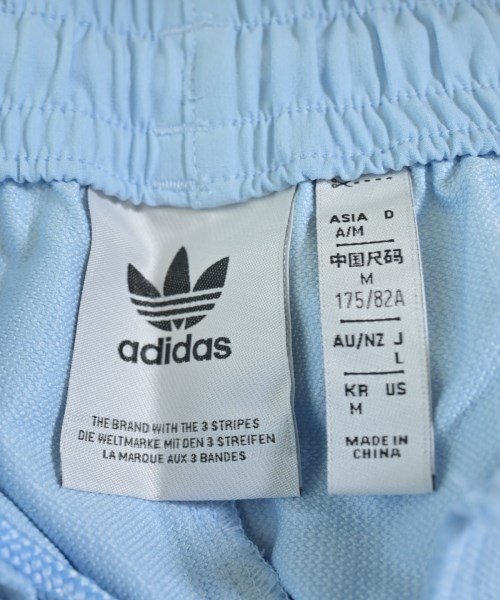 adidas
THE BRAND WITH THE 3 STRIPES
DIE WELTMARKE MIT DEN 3 STREIFEN
LA MARQUE AUX 3 BANDES
ASIA D
A/M
中国尺码
M
175/82A
AU/NZ J
L
KR US
M
MADE IN
CHINA